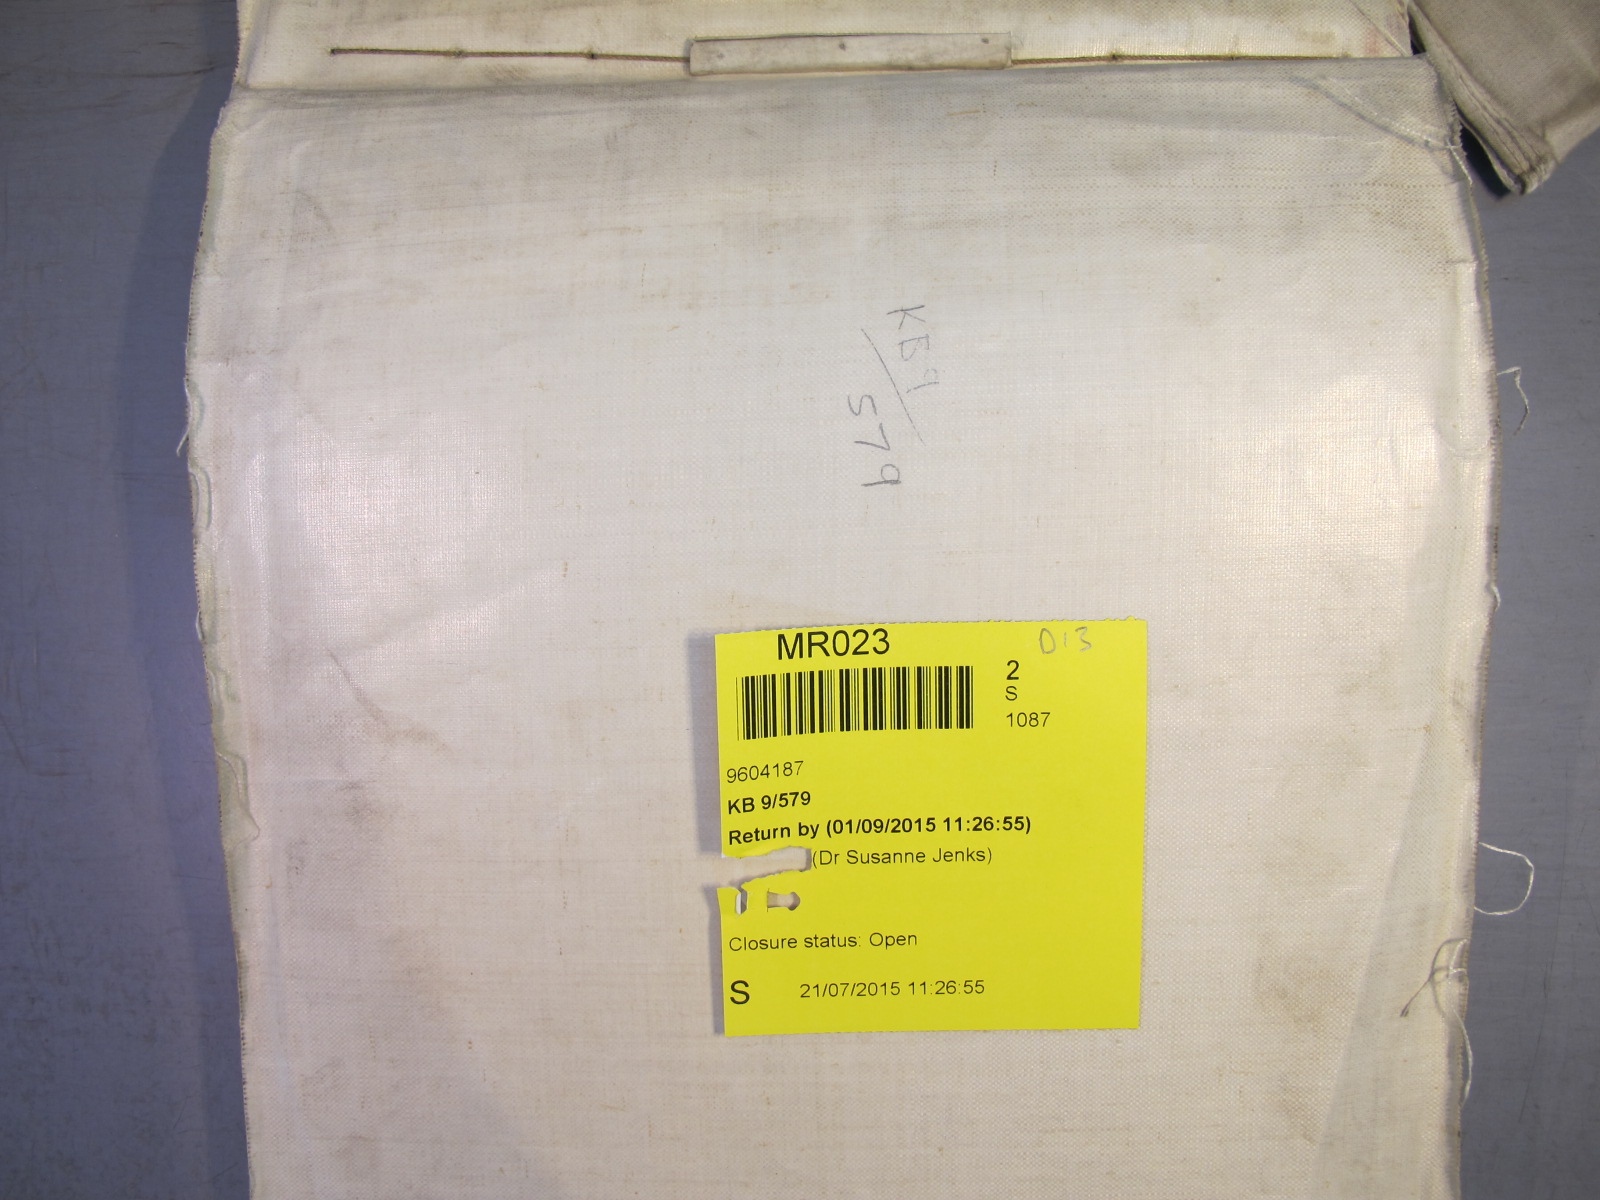 KB9/
579
MR023
D13
2
S
1087
9604187
KB 9/579
Return by (01/09/2015 11:26:55)
(Dr Susanne Jenks)
Closure status: Open
S 21/07/2015 11:26:55